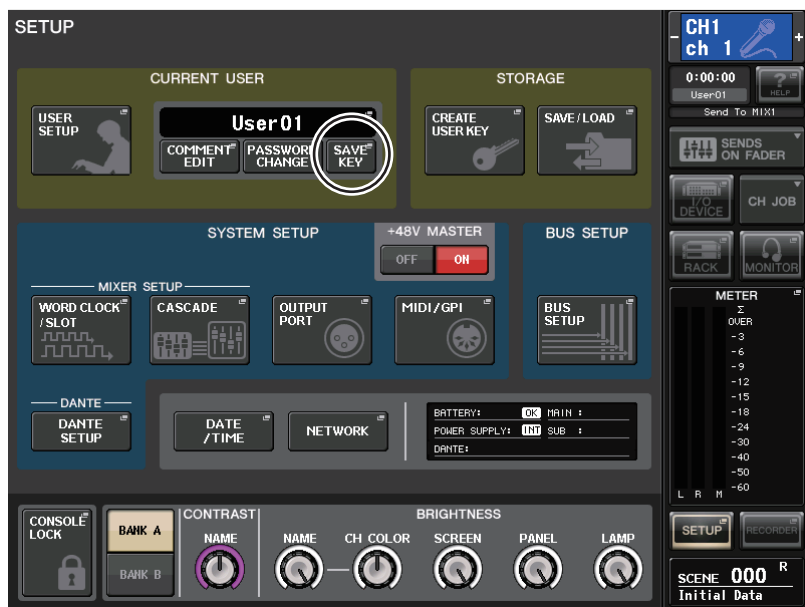 SETUP
CURRENT USER
USER
SETUP
User01
COMMENT
EDIT
PASSWORD
CHANGE
SAVE
KEY
STORAGE
CREATE
USER KEY
SAVE/LOAD
SYSTEM SETUP
+48V MASTER
OFF
ON
BUS SETUP
MIXER SETUP
WORD CLOCK
/SLOT
CASCADE
OUTPUT
PORT
MIDI/GPI
BUS
SETUP
DANTE
DANTE
SETUP
DATE
/TIME
NETWORK
BATTERY: OK MAIN :
POWER SUPPLY: INT SUB :
DANTE:
CONSOLE
LOCK
BANK A
BANK B
CONTRAST
NAME
BRIGHTNESS
NAME
CH COLOR
SCREEN
PANEL
LAMP
- CH1 +
ch 1
0:00:00
User01
?
HELP
Send To MIX1
SENDS
ON FADER
I/O
DEVICE
CH JOB
RACK
MONITOR
METER
Σ
OVER
-3
-6
-9
-12
-15
-18
-24
-30
-40
-50
-60
L R M
SETUP
RECORDER
SCENE 000 R
Initial Data